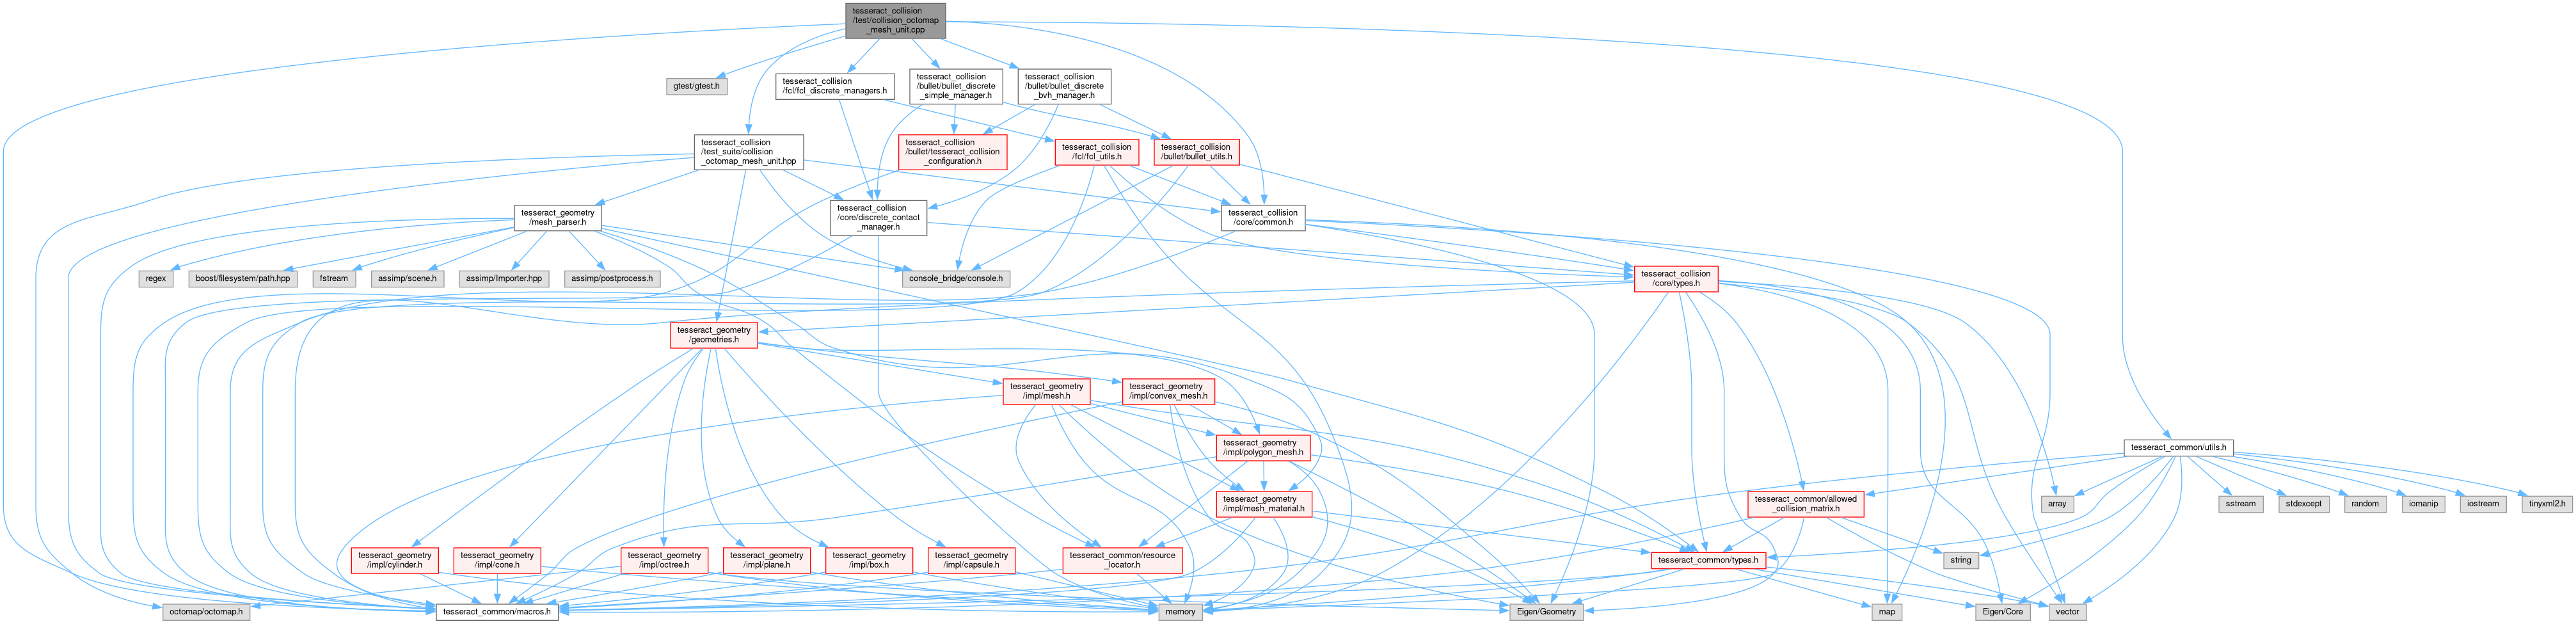 tesseract_collision
/test/collision_octomap
_mesh_unit.cpp
gtest/gtest.h
tesseract_collision
/fcl/fcl_discrete_managers.h
tesseract_collision
/bullet/bullet_discrete
_simple_manager.h
tesseract_collision
/bullet/bullet_discrete
_bvh_manager.h
tesseract_collision
/test_suite/collision
_octomap_mesh_unit.hpp
tesseract_collision
/bullet/tesseract_collision
_configuration.h
tesseract_collision
/fcl/fcl_utils.h
tesseract_collision
/bullet/bullet_utils.h
tesseract_geometry
/mesh_parser.h
tesseract_collision
/core/discrete_contact
_manager.h
tesseract_collision
/core/common.h
regex
boost/filesystem/path.hpp
fstream
assimp/scene.h
assimp/Importer.hpp
assimp/postprocess.h
console_bridge/console.h
tesseract_collision
/core/types.h
tesseract_geometry
/geometries.h
tesseract_geometry
/impl/mesh.h
tesseract_geometry
/impl/convex_mesh.h
tesseract_geometry
/impl/polygon_mesh.h
tesseract_common/utils.h
tesseract_geometry
/impl/mesh_material.h
tesseract_common/allowed
_collision_matrix.h
array
sstream
stdexcept
random
iomanip
iostream
tinyxml2.h
tesseract_geometry
/impl/cylinder.h
tesseract_geometry
/impl/cone.h
tesseract_geometry
/impl/octree.h
tesseract_geometry
/impl/plane.h
tesseract_geometry
/impl/box.h
tesseract_geometry
/impl/capsule.h
tesseract_common/resource
_locator.h
tesseract_common/types.h
string
octomap/octomap.h
tesseract_common/macros.h
memory
Eigen/Geometry
map
Eigen/Core
vector